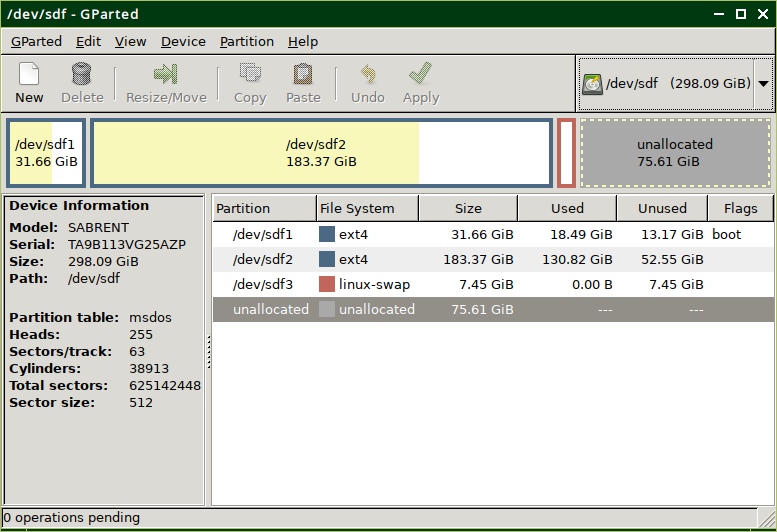 /dev/sdf - GParted
GParted Edit View Device Partition Help
New Delete Resize/Move Copy Paste Undo Apply /dev/sdf (298.09 GiB)
/dev/sdf1 /dev/sdf2 unallocated
31.66 GiB 183.37 GiB 75.61 GiB
Device Information
Model: SABRENT
Serial: TA9B113VG25AZP
Size: 298.09 GiB
Path: /dev/sdf
Partition table: msdos
Heads: 255
Sectors/track: 63
Cylinders: 38913
Total sectors: 625142448
Sector size: 512
Partition File System Size Used Unused Flags
/dev/sdf1 ext4 31.66 GiB 18.49 GiB 13.17 GiB boot
/dev/sdf2 ext4 183.37 GiB 130.82 GiB 52.55 GiB
/dev/sdf3 linux-swap 7.45 GiB 0.00 B 7.45 GiB
unallocated unallocated 75.61 GiB --- ---
0 operations pending